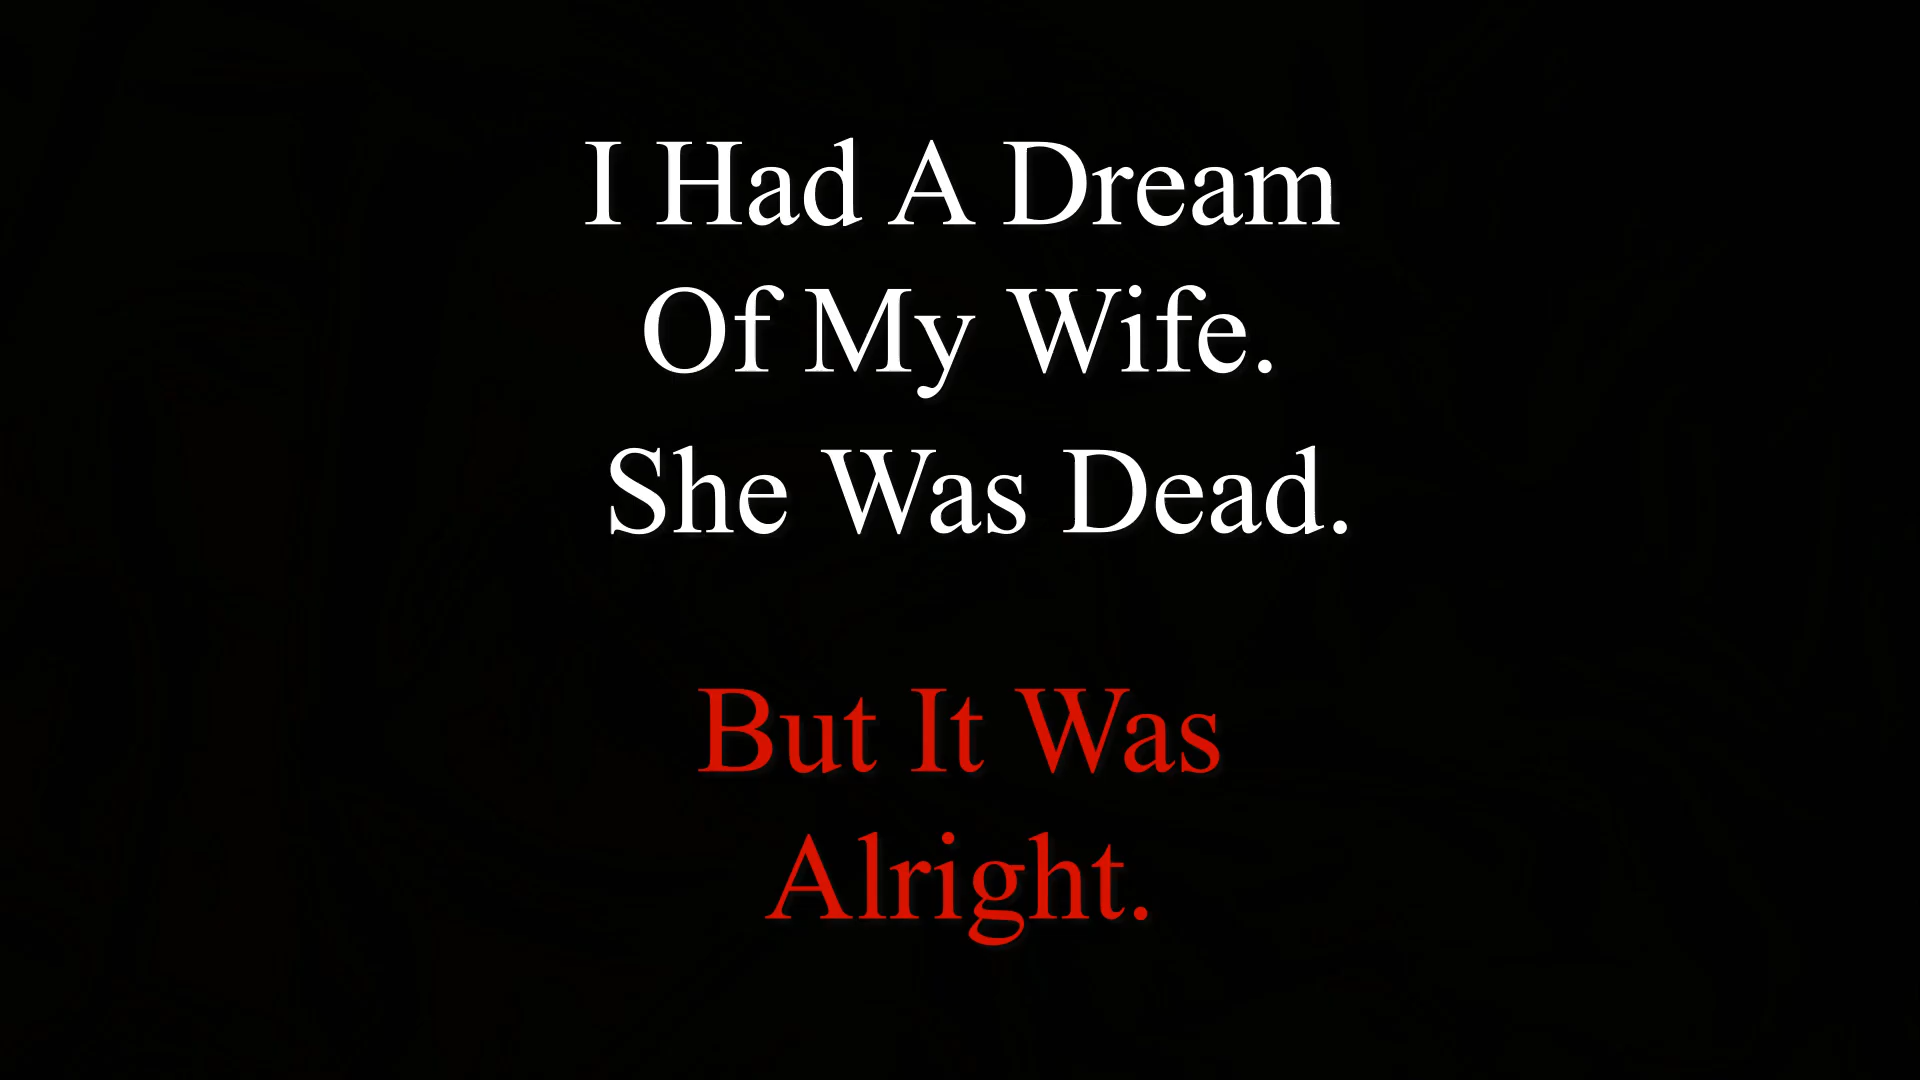 I Had A Dream
Of My Wife.
She Was Dead.
But It Was
Alright.